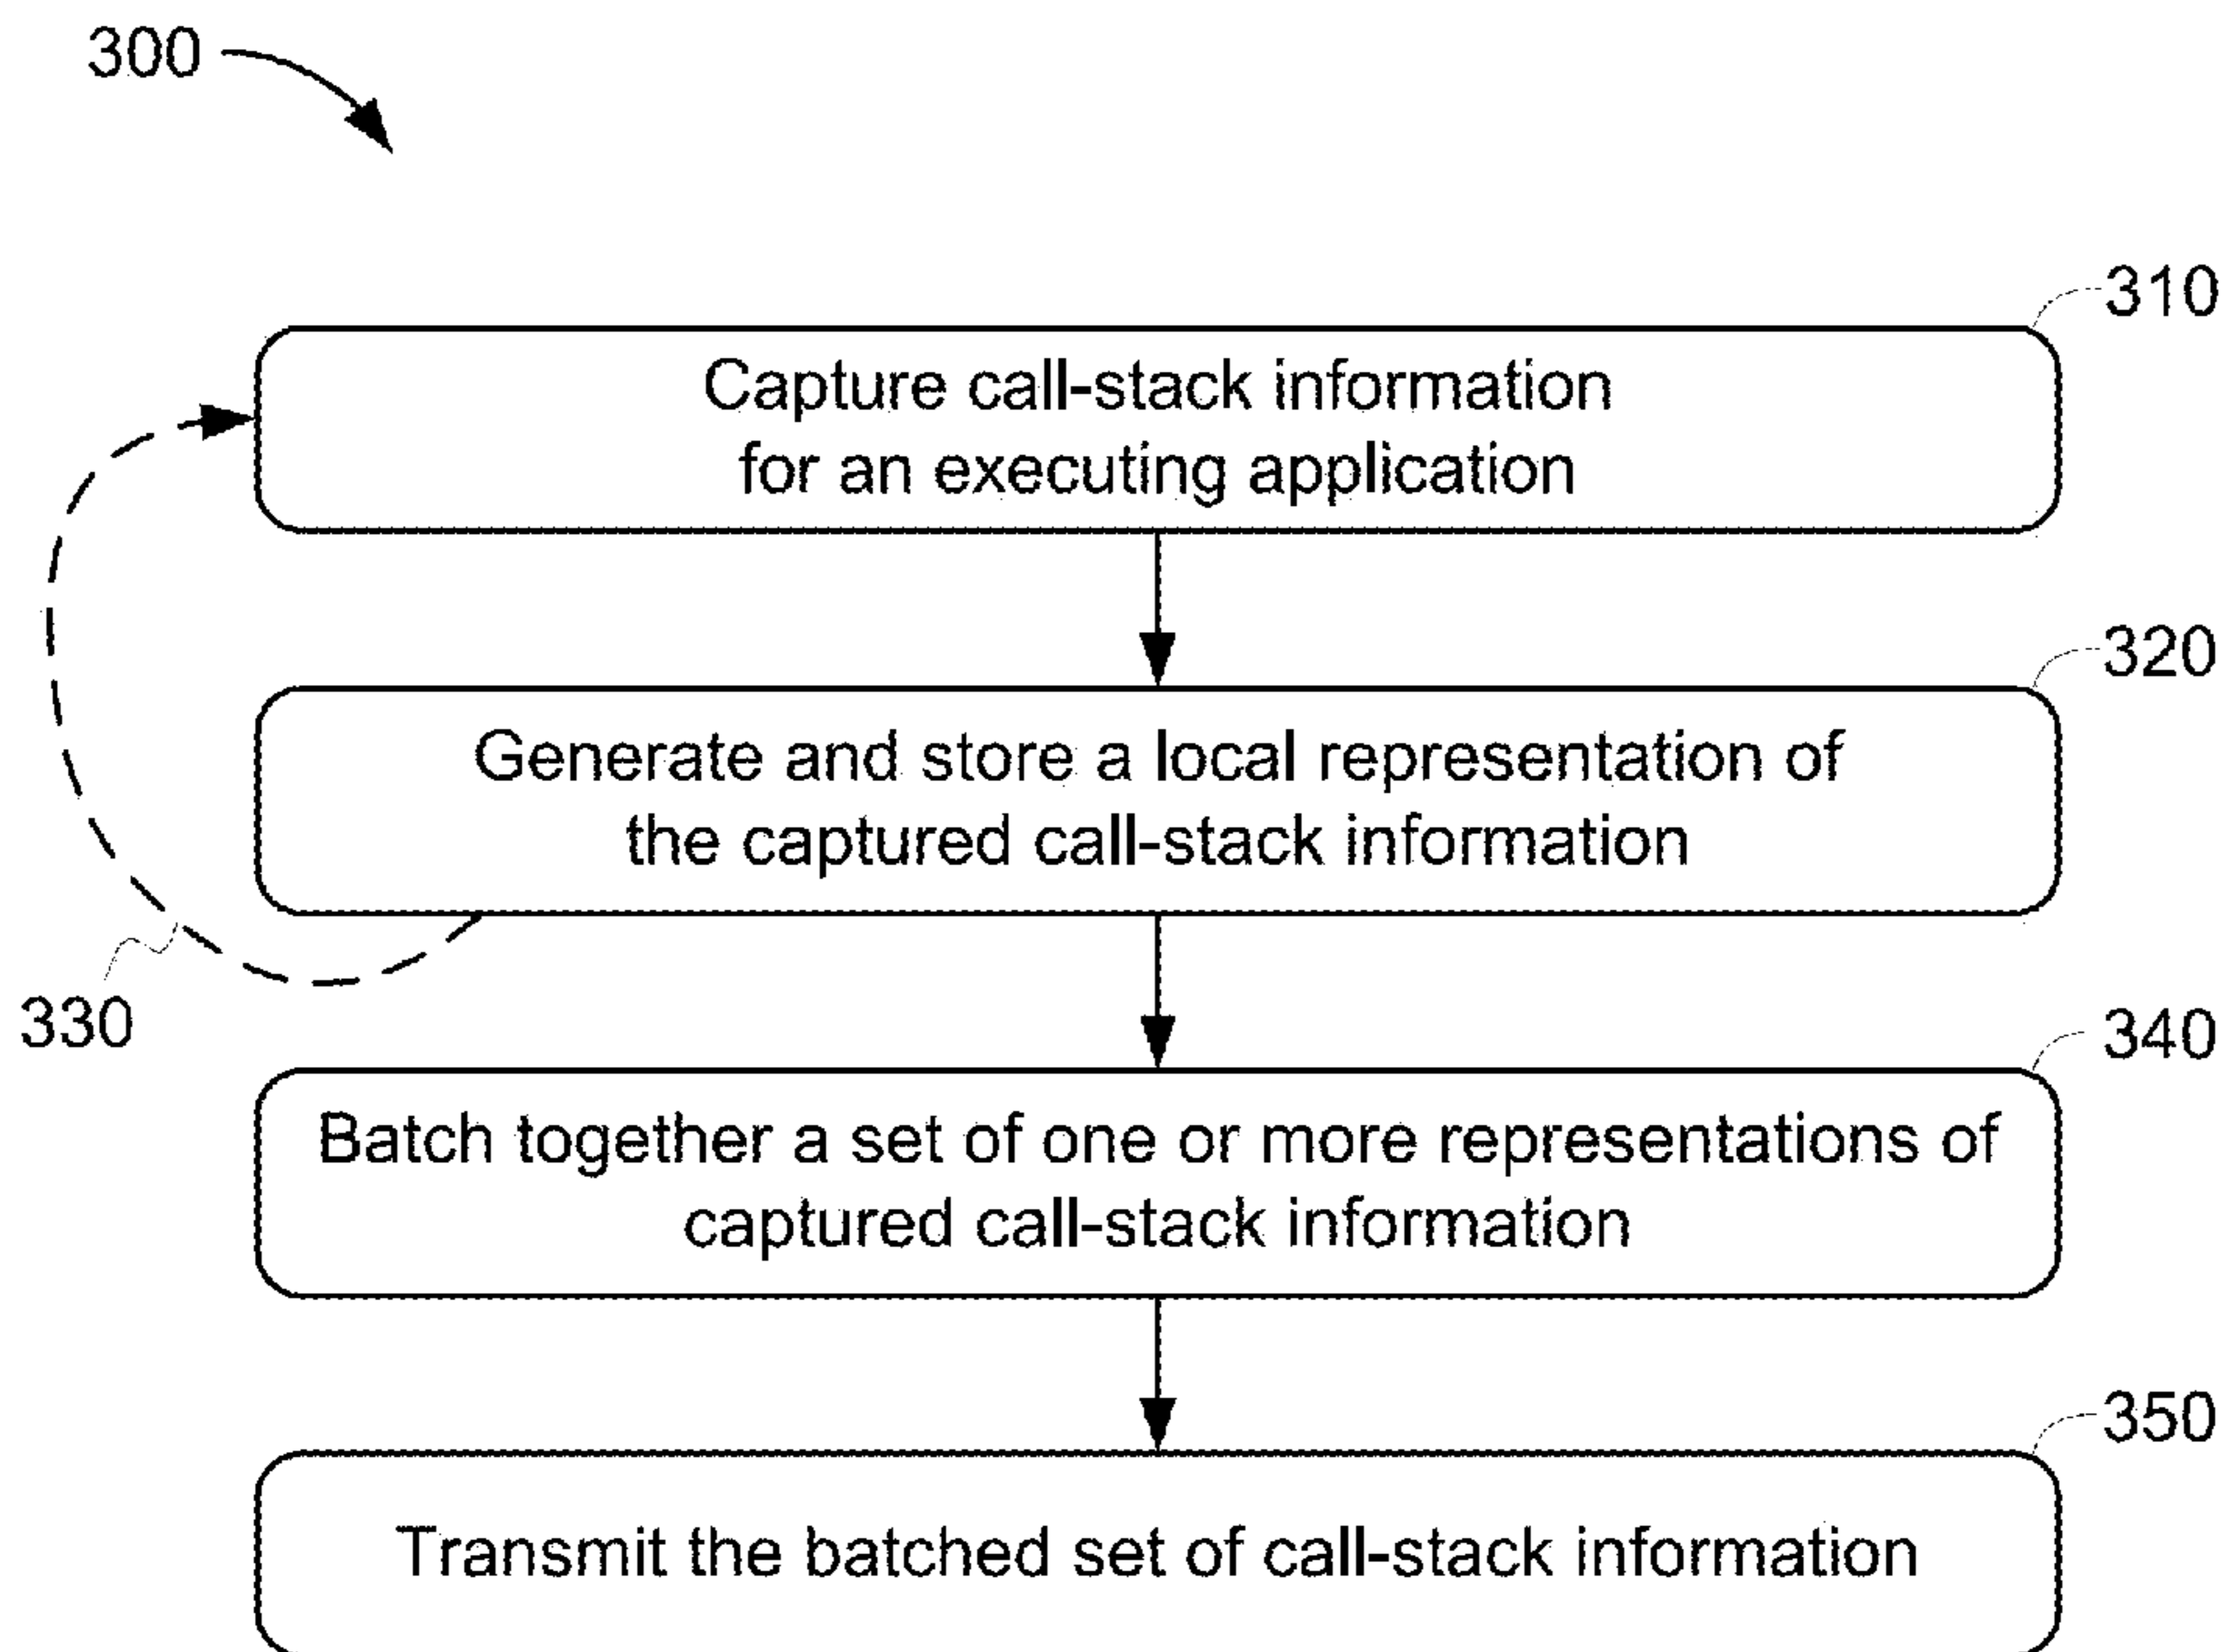 300
310
Capture call-stack information
for an executing application
320
Generate and store a local representation of
the captured call-stack information
330
340
Batch together a set of one or more representations of
captured call-stack information
350
Transmit the batched set of call-stack information